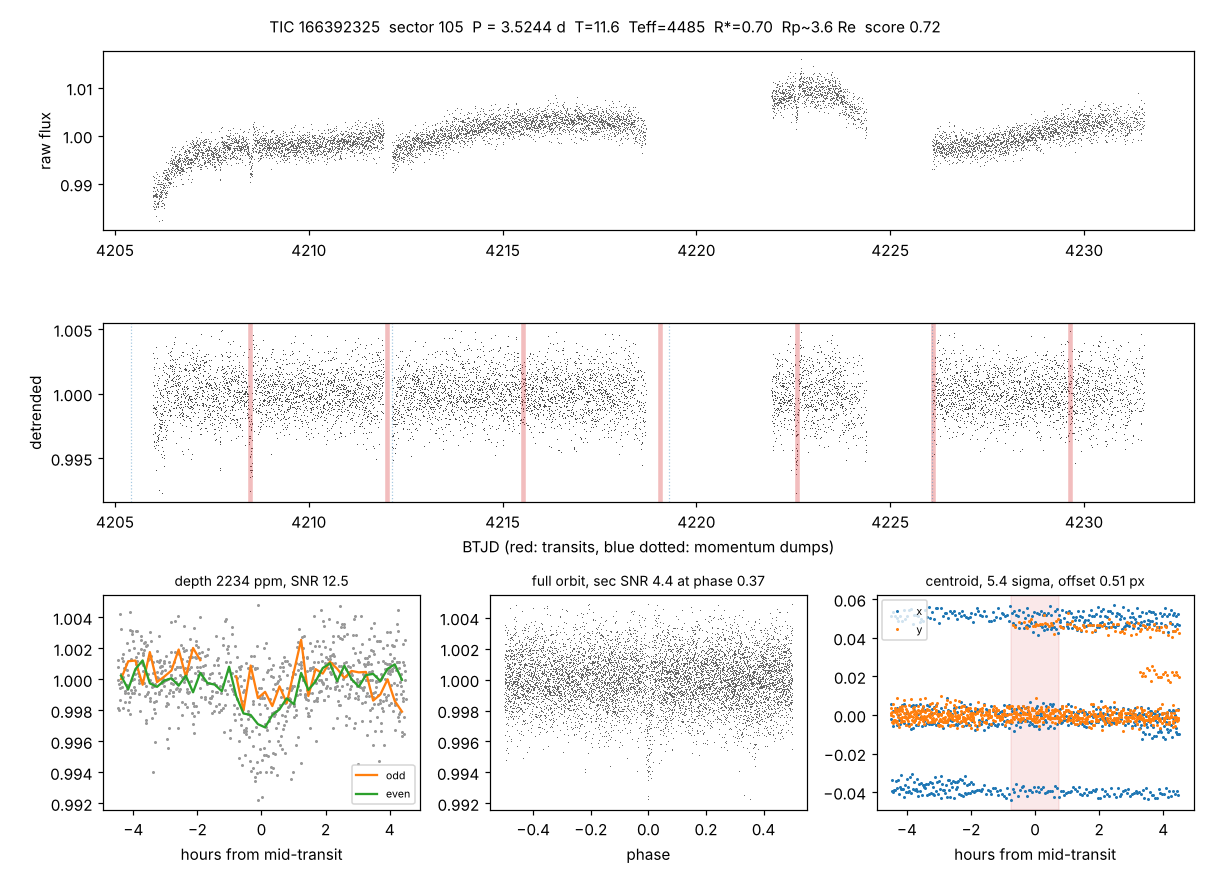 TIC 166392325  sector 105  P = 3.5244 d  T=11.6  Teff=4485  R*=0.70  Rp~3.6 Re  score 0.72
raw flux
1.01
1.00
0.99
4205 4210 4215 4220 4225 4230
detrended
1.005
1.000
0.995
4205 4210 4215 4220 4225 4230
BTJD (red: transits, blue dotted: momentum dumps)
depth 2234 ppm, SNR 12.5
1.004
1.002
1.000
0.998
0.996
0.994
0.992
odd
even
−4 −2 0 2 4
hours from mid-transit
full orbit, sec SNR 4.4 at phase 0.37
1.004
1.002
1.000
0.998
0.996
0.994
0.992
−0.4 −0.2 0.0 0.2 0.4
phase
centroid, 5.4 sigma, offset 0.51 px
0.06
0.04
0.02
0.00
−0.02
−0.04
x
y
−4 −2 0 2 4
hours from mid-transit